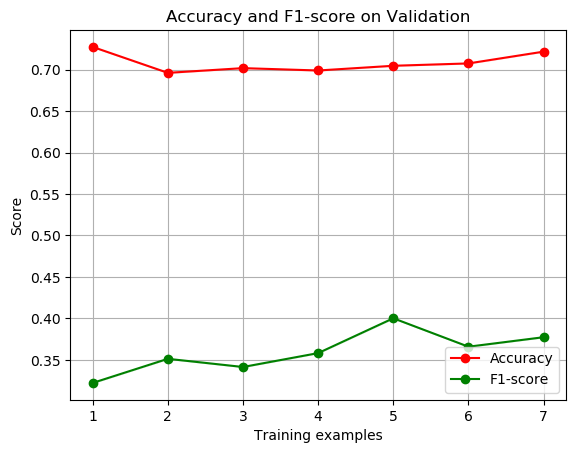 Accuracy and F1-score on Validation
0.70
0.65
0.60
0.55
0.50
0.45
0.40
0.35
Score
1 2 3 4 5 6 7
Training examples
Accuracy
F1-score